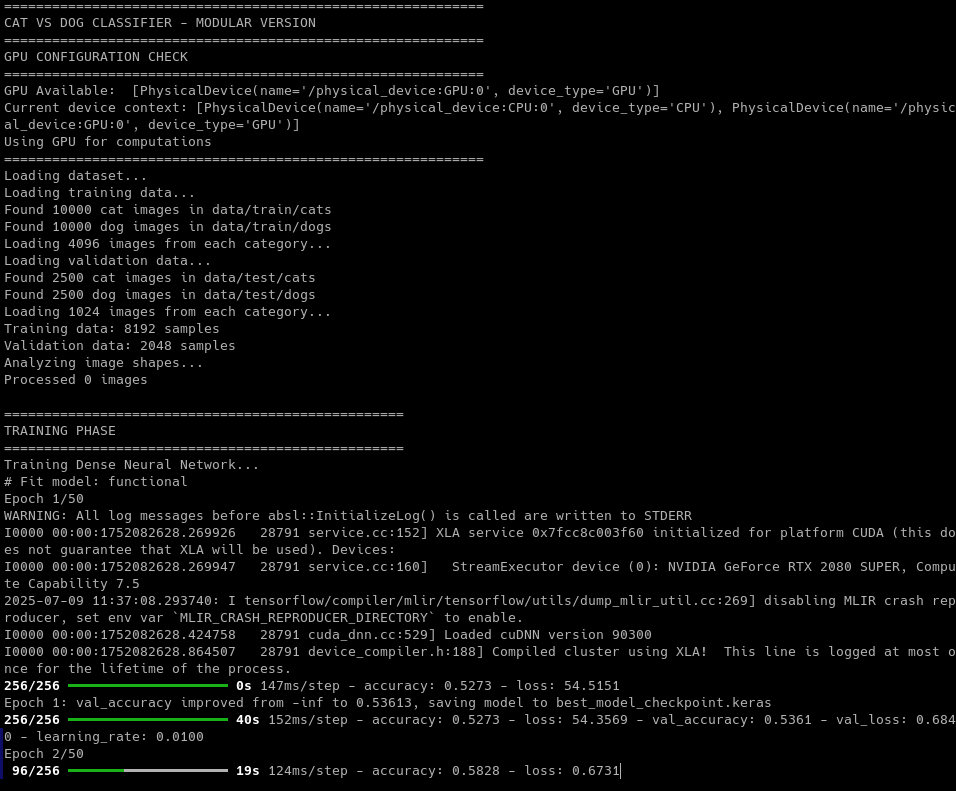 ============================================================
CAT VS DOG CLASSIFIER - MODULAR VERSION
============================================================
GPU CONFIGURATION CHECK
============================================================
GPU Available:  [PhysicalDevice(name='/physical_device:GPU:0', device_type='GPU')]
Current device context: [PhysicalDevice(name='/physical_device:CPU:0', device_type='CPU'), PhysicalDevice(name='/physic
al_device:GPU:0', device_type='GPU')]
Using GPU for computations
============================================================
Loading dataset...
Loading training data...
Found 10000 cat images in data/train/cats
Found 10000 dog images in data/train/dogs
Loading 4096 images from each category...
Loading validation data...
Found 2500 cat images in data/test/cats
Found 2500 dog images in data/test/dogs
Loading 1024 images from each category...
Training data: 8192 samples
Validation data: 2048 samples
Analyzing image shapes...
Processed 0 images
==================================================
TRAINING PHASE
==================================================
Training Dense Neural Network...
# Fit model: functional
Epoch 1/50
WARNING: All log messages before absl::InitializeLog() is called are written to STDERR
I0000 00:00:1752082628.269926   28791 service.cc:152] XLA service 0x7fcc8c003f60 initialized for platform CUDA (this do
es not guarantee that XLA will be used). Devices:
I0000 00:00:1752082628.269947   28791 service.cc:160]   StreamExecutor device (0): NVIDIA GeForce RTX 2080 SUPER, Compu
te Capability 7.5
2025-07-09 11:37:08.293740: I tensorflow/compiler/mlir/tensorflow/utils/dump_mlir_util.cc:269] disabling MLIR crash rep
roducer, set env var `MLIR_CRASH_REPRODUCER_DIRECTORY` to enable.
I0000 00:00:1752082628.424758   28791 cuda_dnn.cc:529] Loaded cuDNN version 90300
I0000 00:00:1752082628.864507   28791 device_compiler.h:188] Compiled cluster using XLA!  This line is logged at most o
nce for the lifetime of the process.
256/256 0s 147ms/step - accuracy: 0.5273 - loss: 54.5151
Epoch 1: val_accuracy improved from -inf to 0.53613, saving model to best_model_checkpoint.keras
256/256 40s 152ms/step - accuracy: 0.5273 - loss: 54.3569 - val_accuracy: 0.5361 - val_loss: 0.684
0 - learning_rate: 0.0100
Epoch 2/50
96/256 19s 124ms/step - accuracy: 0.5828 - loss: 0.6731